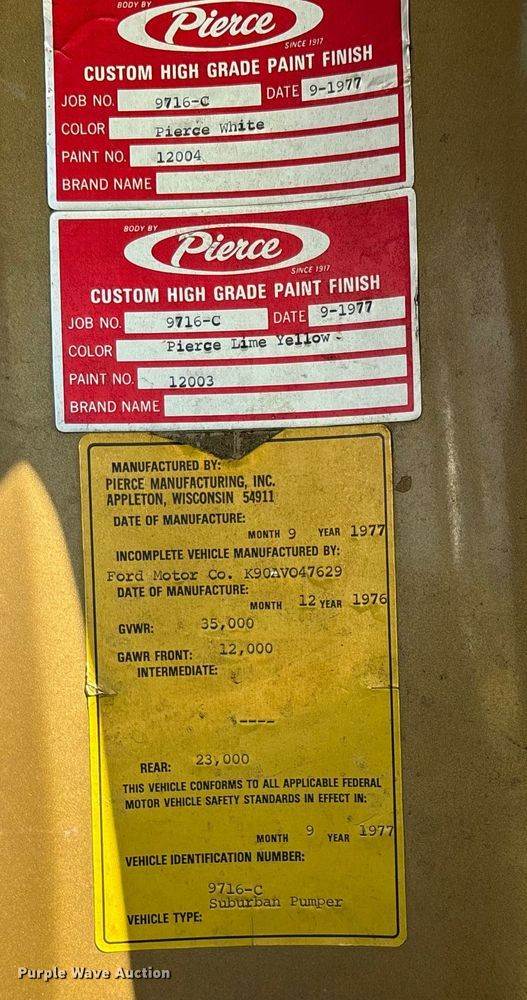 BODY BY
Pierce
SINCE 1917
CUSTOM HIGH GRADE PAINT FINISH
JOB NO. 9716-C DATE 9-1977
COLOR Pierce White
PAINT NO. 12004
BRAND NAME
BODY BY
Pierce
SINCE 1917
CUSTOM HIGH GRADE PAINT FINISH
JOB NO. 9716-C DATE 9-1977
COLOR Pierce Lime Yellow -
PAINT NO. 12003
BRAND NAME
MANUFACTURED BY:
PIERCE MANUFACTURING, INC.
APPLETON, WISCONSIN 54911
DATE OF MANUFACTURE:
MONTH 9 YEAR 1977
INCOMPLETE VEHICLE MANUFACTURED BY:
Ford Motor Co. K90AVO47629
DATE OF MANUFACTURE:
MONTH 12 YEAR 1976
GVWR: 35,000
GAWR FRONT: 12,000
INTERMEDIATE:
----
REAR: 23,000
THIS VEHICLE CONFORMS TO ALL APPLICABLE FEDERAL
MOTOR VEHICLE SAFETY STANDARDS IN EFFECT IN:
MONTH 9 YEAR 1977
VEHICLE IDENTIFICATION NUMBER:
9716-C
Suburban Pumper
VEHICLE TYPE:
Purple Wave Auction